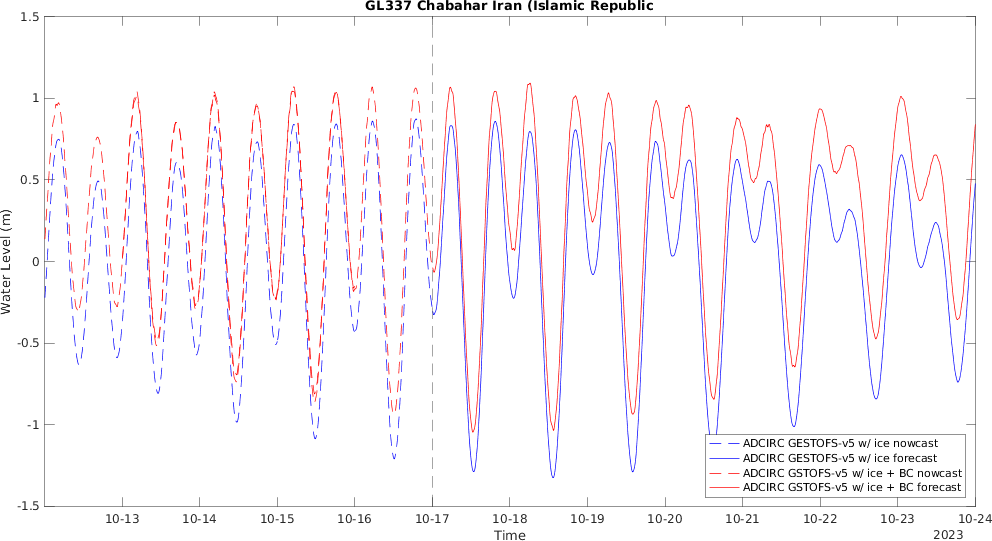 GL337 Chabahar Iran (Islamic Republic
1.5
1
0.5
0
-0.5
-1
-1.5
Water Level (m)
10-13 10-14 10-15 10-16 10-17 10-18 10-19 10-20 10-21 10-22 10-23 10-24
2023
Time
ADCIRC GESTOFS-v5 w/ ice nowcast
ADCIRC GESTOFS-v5 w/ ice forecast
ADCIRC GSTOFS-v5 w/ ice + BC nowcast
ADCIRC GSTOFS-v5 w/ ice + BC forecast